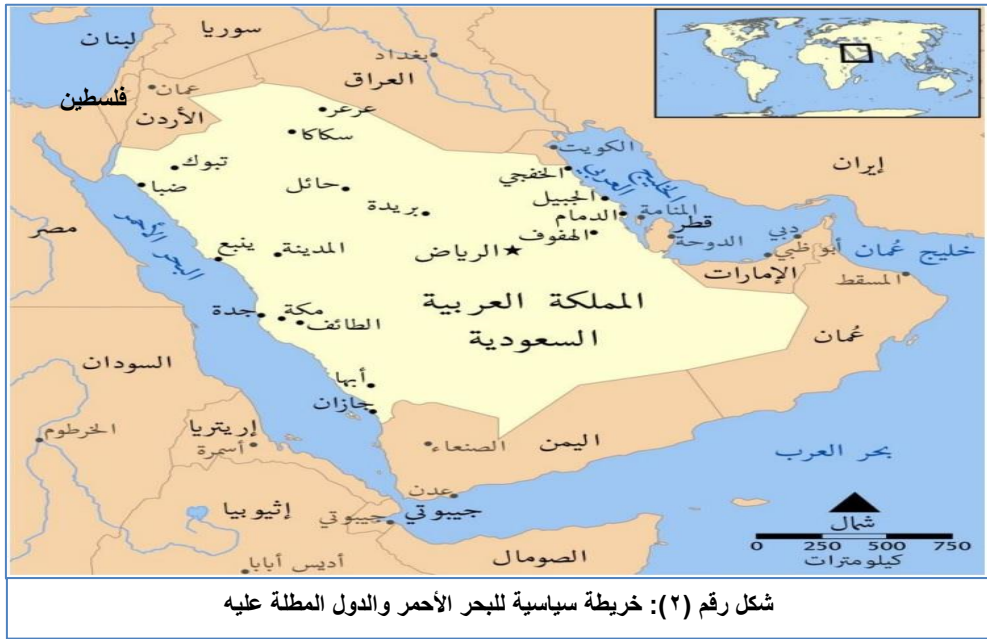 سوريا
لبنان
بغداد
العراق
عمان
فلسطين
الأردن
عرعر
سكاكا
إيران
الكويت
تبوك
ضبا
حائل
الخفجي
الخليج
العربي
الجبيل
بريدة
الدمام
المنامة
قطر
مصر
البحر الأحمر
الهفوف
الدوحة
دبي
خليج عُمان
ينبع
المدينة
الرياض
أبو ظبي
الإمارات
المسقط
المملكة العربية
السعودية
جدة
مكة
الطائف
عُمان
السودان
أبها
جازان
الخرطوم
إريتريا
أسمرة
الصنعاء
اليمن
بحر العرب
عدن
إثيوبيا
جيبوتي
جيبوتي
الصومال
أديس أبابا
شمال
0 250 500 750
كيلومترات
شكل رقم (٢): خريطة سياسية للبحر الأحمر والدول المطلة عليه